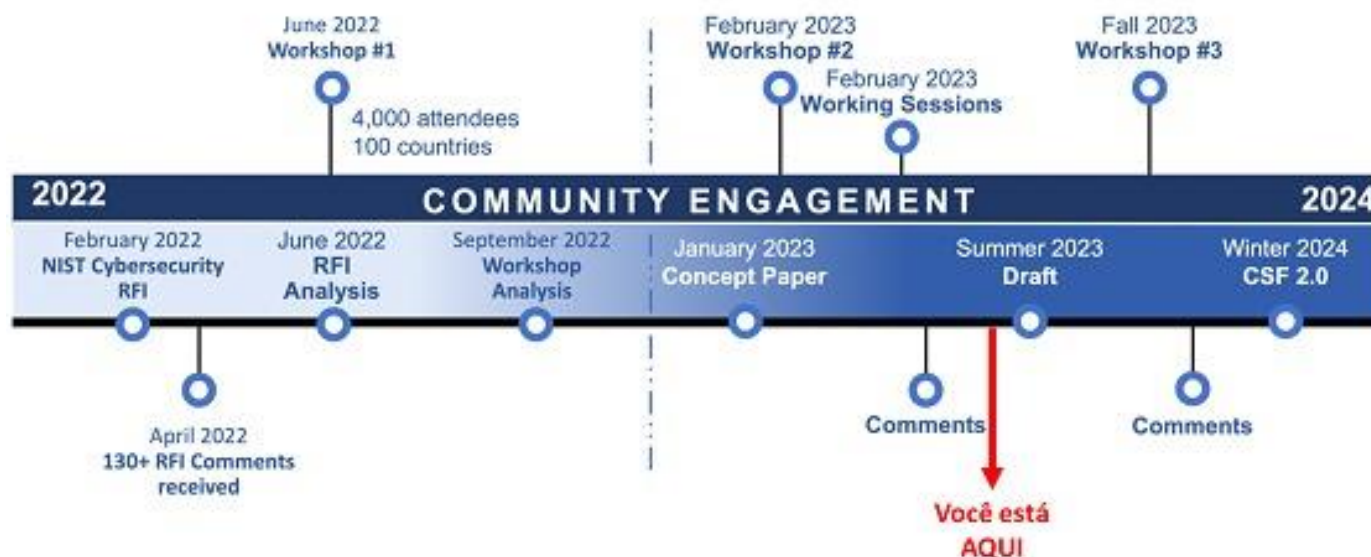 June 2022
Workshop #1
4,000 attendees
100 countries
February 2023
Workshop #2
February 2023
Working Sessions
Fall 2023
Workshop #3
2022
COMMUNITY ENGAGEMENT
2024
February 2022
NIST Cybersecurity
RFI
June 2022
RFI
Analysis
September 2022
Workshop
Analysis
January 2023
Concept Paper
Summer 2023
Draft
Winter 2024
CSF 2.0
April 2022
130+ RFI Comments
received
Comments
Você está
AQUI
Comments